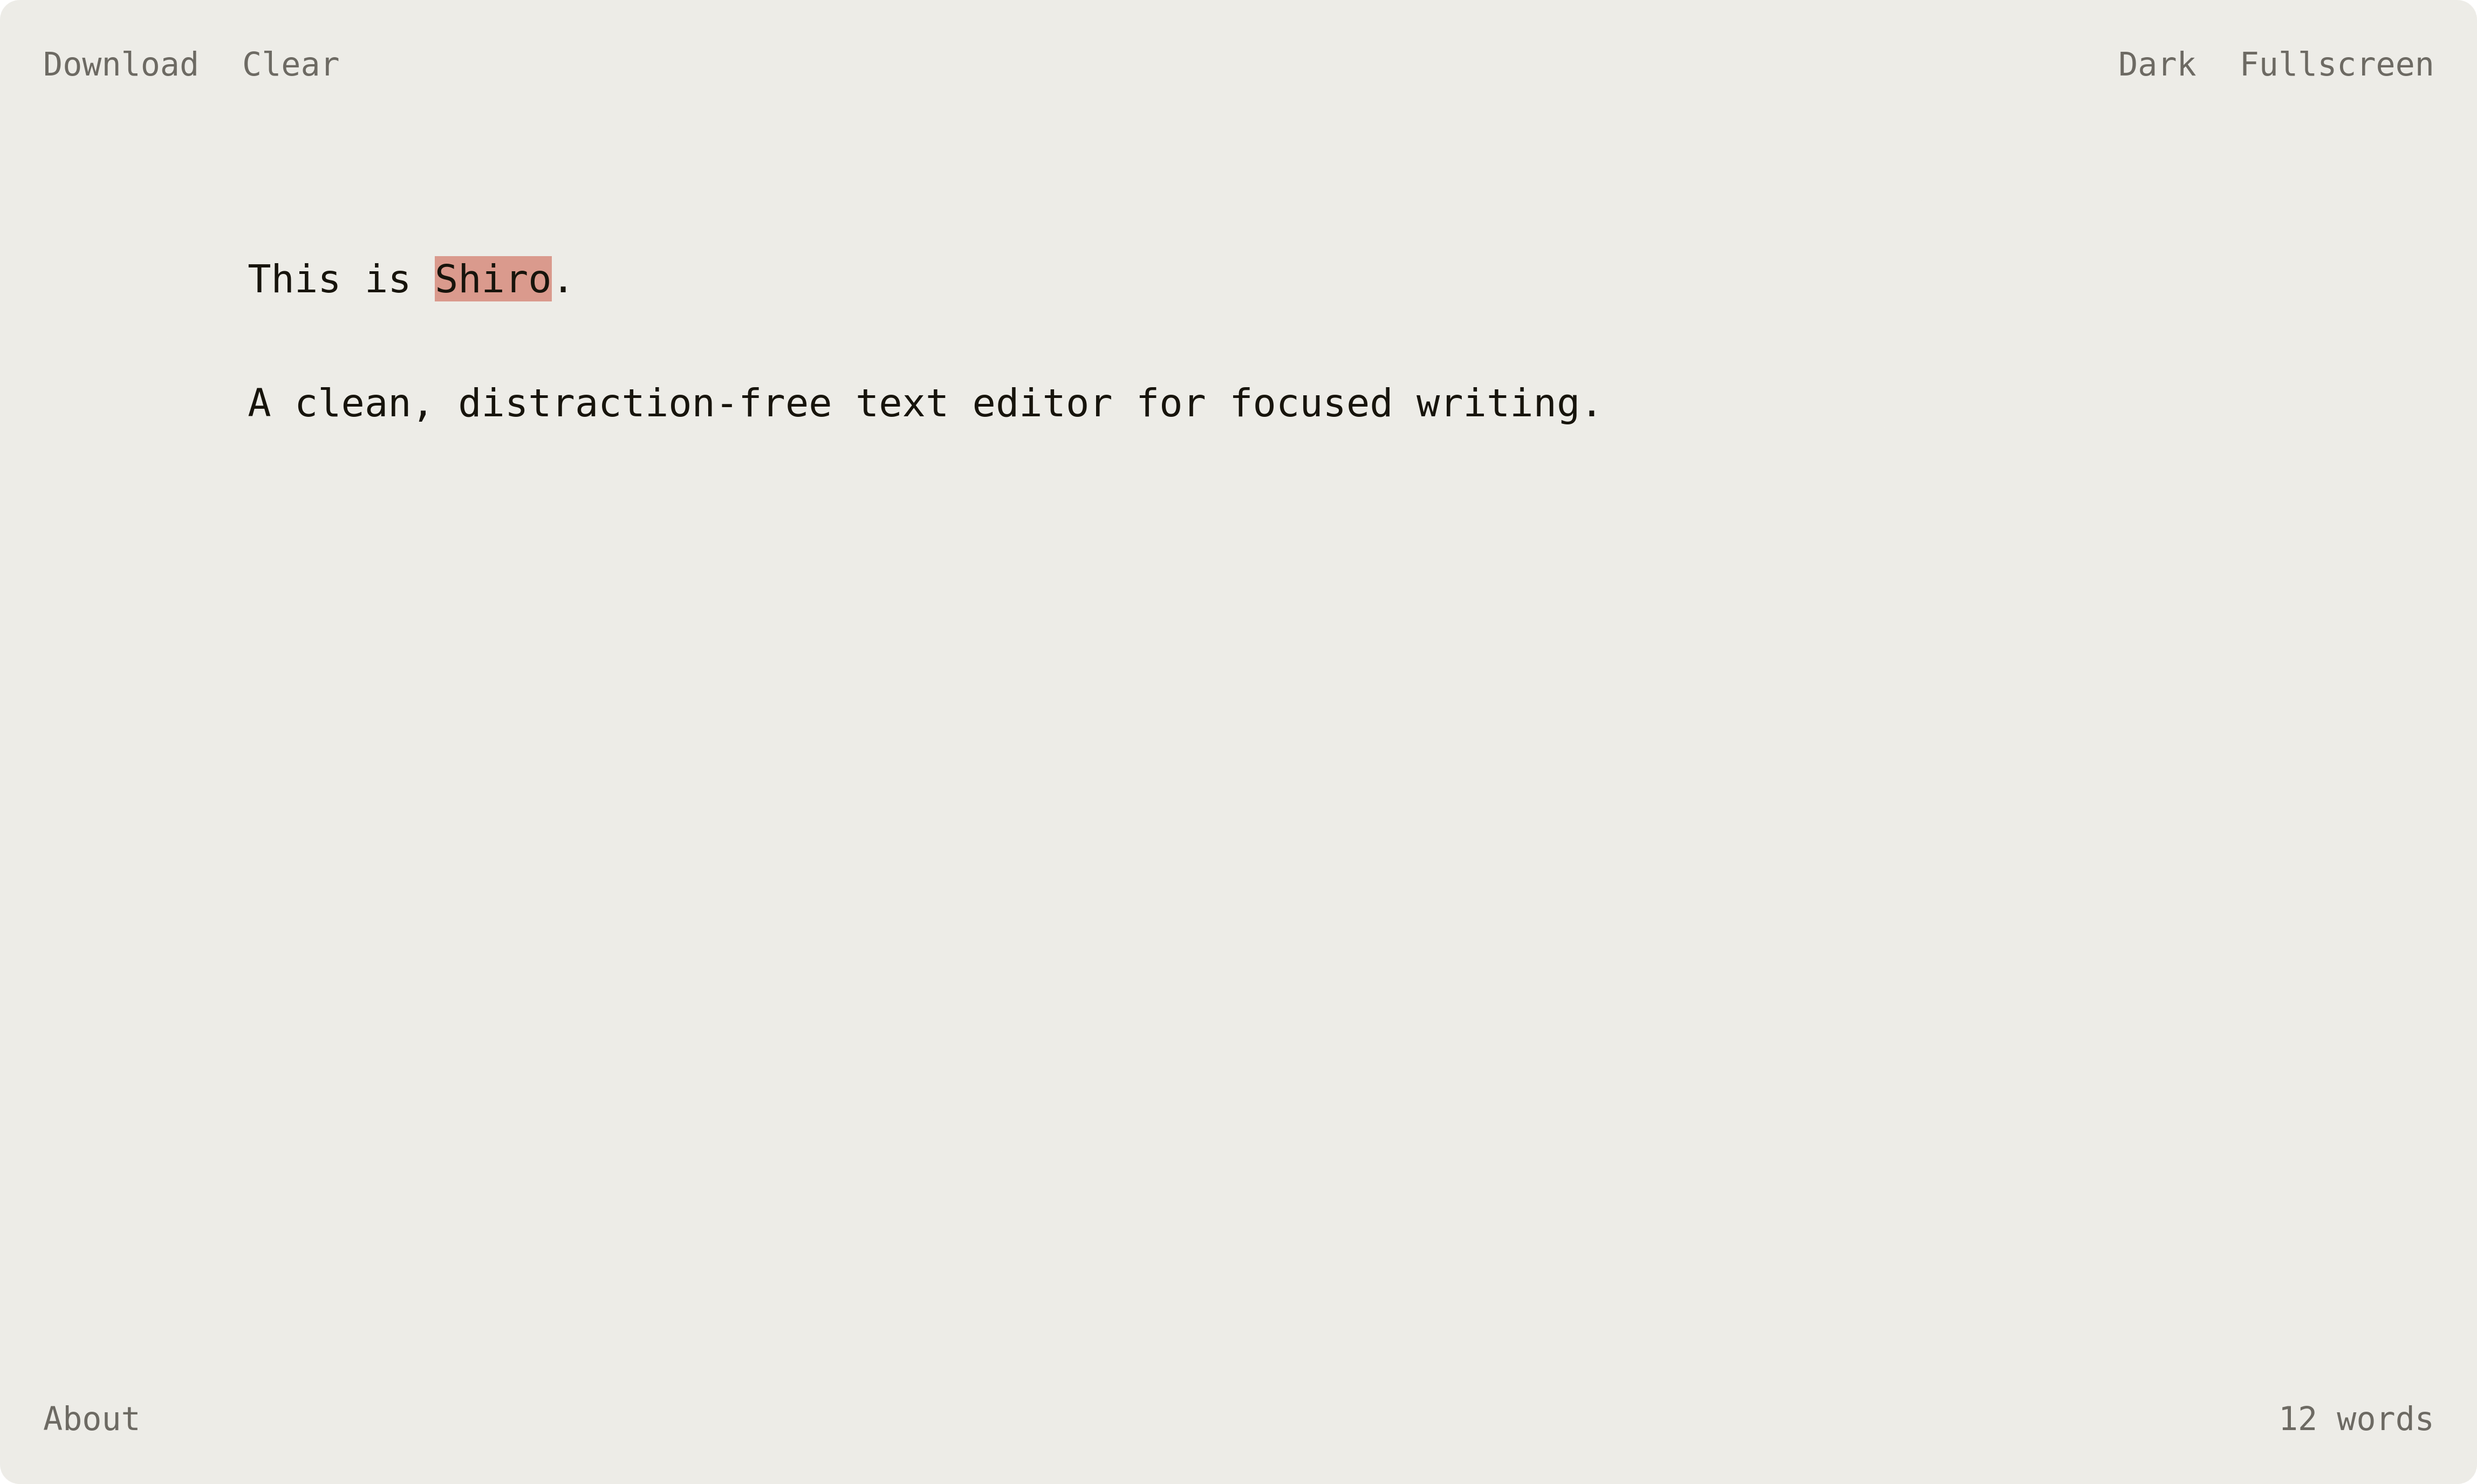 Download Clear Dark Fullscreen
This is Shiro.
A clean, distraction-free text editor for focused writing.
About 12 words